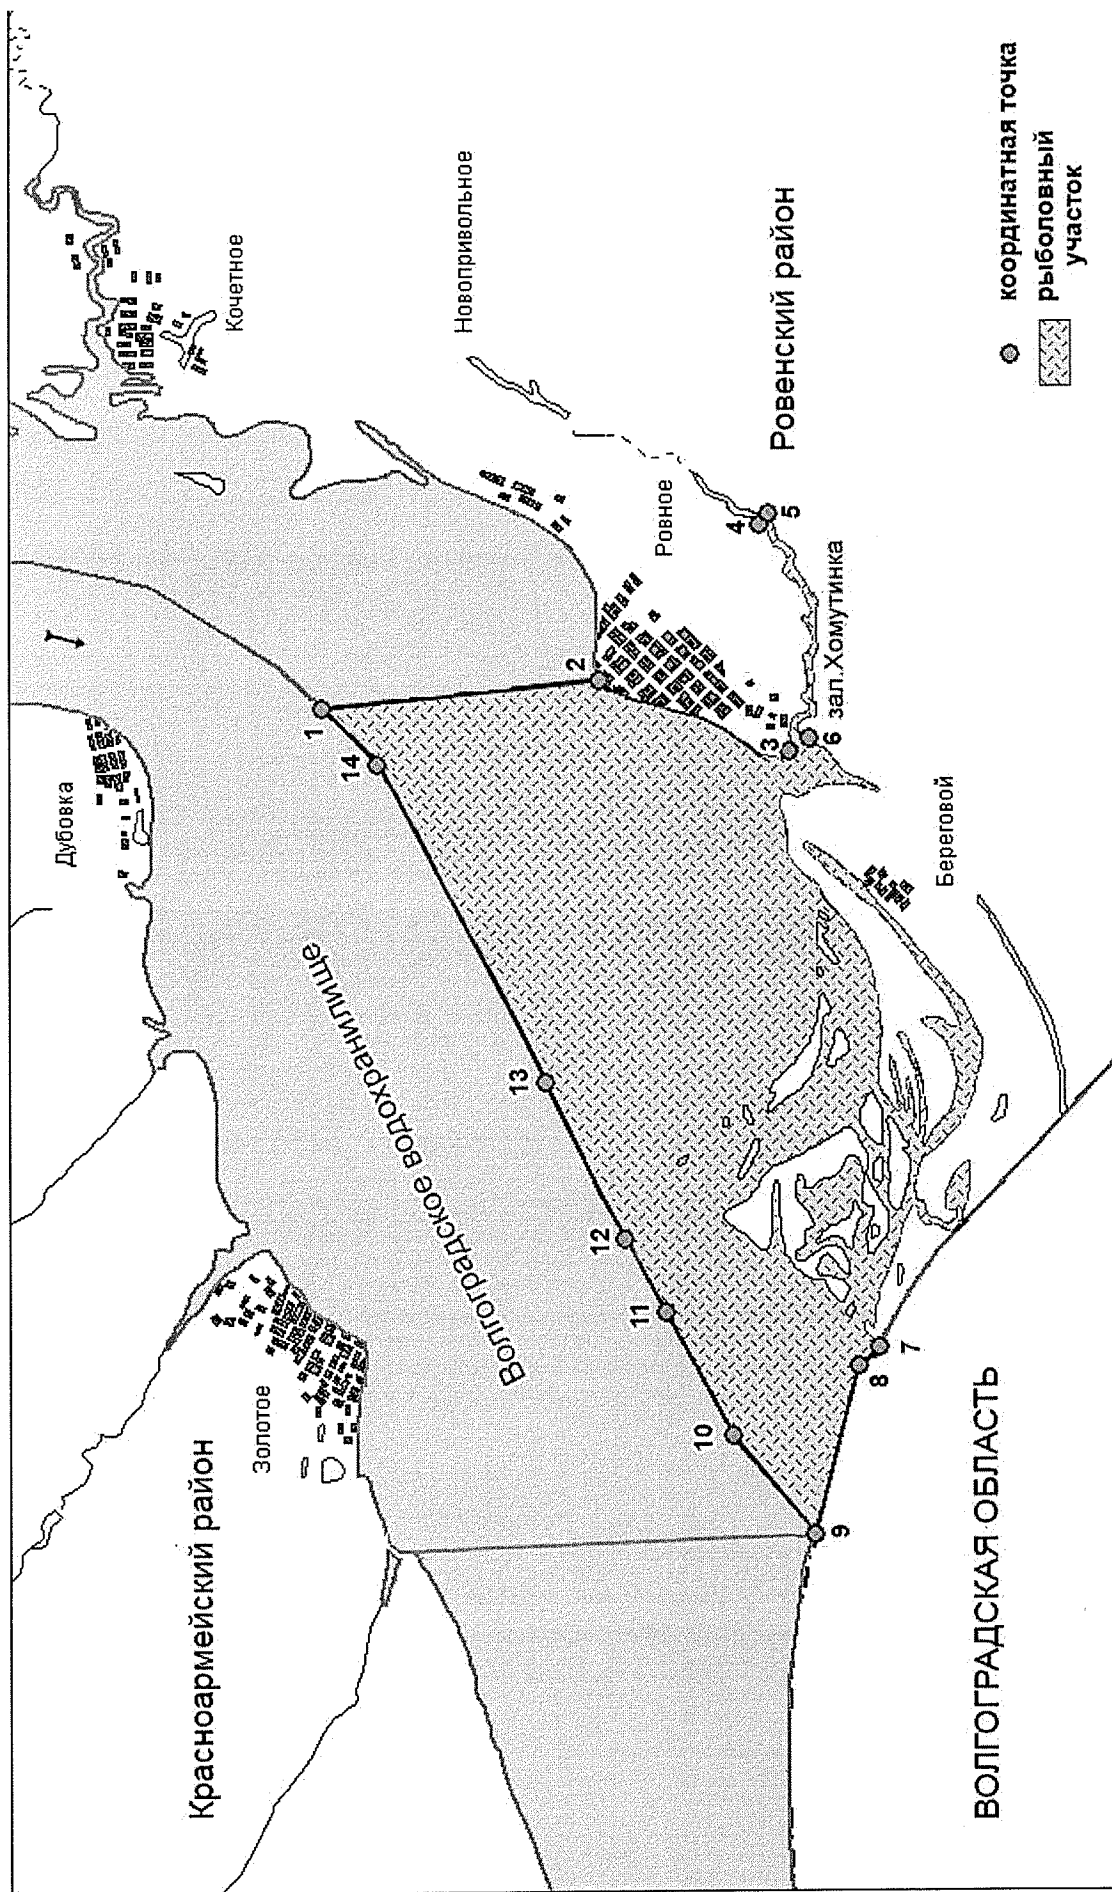 Красноармейский район
Золотое
Дубовка
Кочетное
Новопривольное
Волгоградское водохранилище
Ровное
Ровенский район
зал.Хомутинка
Береговой
ВОЛГОГРАДСКАЯ ОБЛАСТЬ
1
2
3
4
5
6
7
8
9
10
11
12
13
14
координатная точка
рыболовный
участок